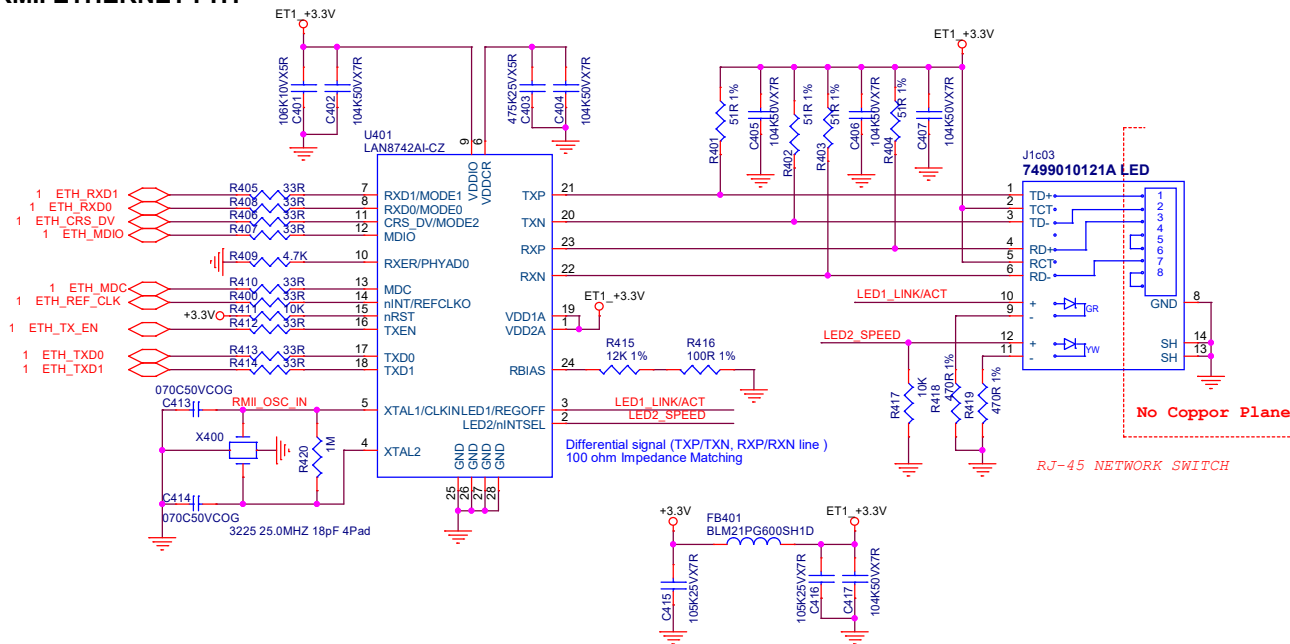 ET1_+3.3V
ET1_+3.3V
106K10VX5R
C401
104K50VX7R
C402
475K25VX5R
C403
104K50VX7R
C404
R401
51R 1%
C405
104K50VX7R
R402
51R 1%
R403
51R 1%
C406
104K50VX7R
R404
51R 1%
C407
104K50VX7R
U401
LAN8742AI-CZ
9
6
VDDIO
VDDCR
J1c03
7499010121A LED
1 ETH_RXD1
R405 33R
7
RXD1/MODE1
TXP
21
1
TD+
1
1 ETH_RXD0
R408 33R
8
RXD0/MODE0
2
TCT
2
1 ETH_CRS_DV
R406 33R
11
CRS_DV/MODE2
TXN
20
3
TD-
3
1 ETH_MDIO
R407 33R
12
MDIO
4
5
RXP
23
4
RD+
6
R409 4.7K
10
RXER/PHYAD0
5
RCT
7
RXN
22
6
RD-
8
1 ETH_MDC
R410 33R
13
MDC
LED1_LINK/ACT
10
+
GR
GND
8
1 ETH_REF_CLK
R400 33R
14
nINT/REFCLKO
ET1_+3.3V
9
-
+3.3V
R411 10K
15
nRST
VDD1A
19
1 ETH_TX_EN
R412 33R
16
TXEN
VDD2A
1
LED2_SPEED
12
+
YW
SH
14
11
-
SH
13
1 ETH_TXD0
R413 33R
17
TXD0
R415
12K 1%
R416
100R 1%
1 ETH_TXD1
R414 33R
18
TXD1
RBIAS
24
R417
10K
R418
470R 1%
R419
470R 1%
070C50VCOG
C413
RMII_OSC_IN
5
XTAL1/CLKIN
LED1/REGOFF
3
LED1_LINK/ACT
LED2/nINTSEL
2
LED2_SPEED
No Coppor Plane
X400
R420
1M
4
XTAL2
GND
GND
GND
GND
Differential signal (TXP/TXN, RXP/RXN line )
100 ohm Impedance Matching
RJ-45 NETWORK SWITCH
25
26
27
28
C414
070C50VCOG
3225 25.0MHZ 18pF 4Pad
+3.3V
FB401
BLM21PG600SH1D
ET1_+3.3V
C415
105K25VX7R
C416
105K25VX7R
C417
104K50VX7R